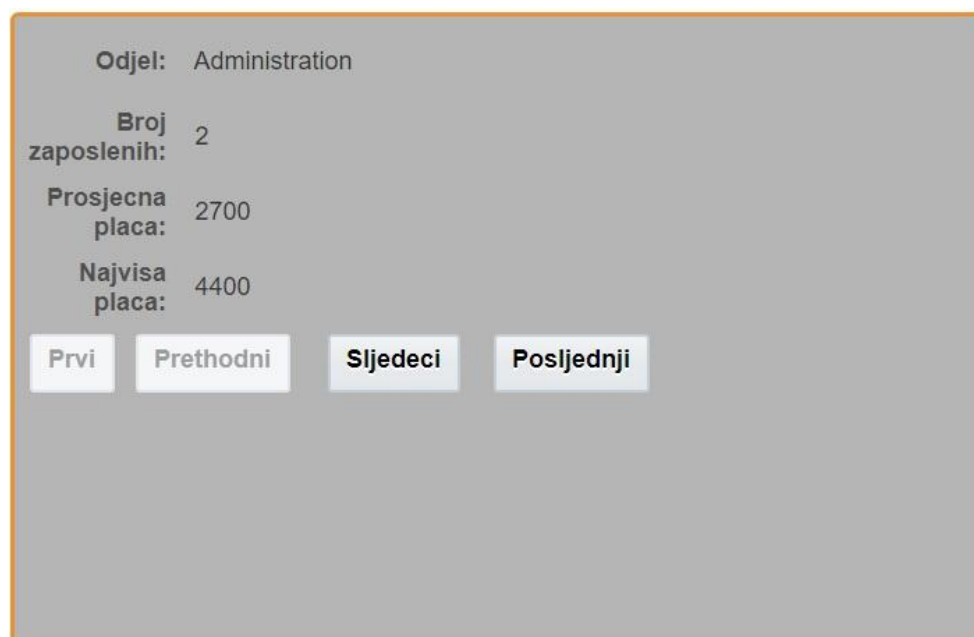 Odjel: Administration
Broj
zaposlenih: 2
Prosjecna
placa: 2700
Najvisa
placa: 4400
Prvi Prethodni Sljedeci Posljednji